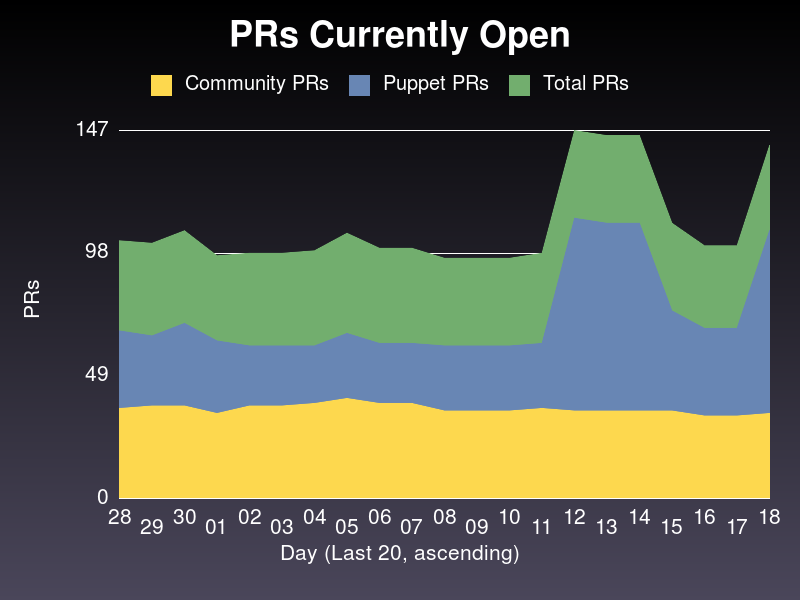 PRs Currently Open
Community PRs Puppet PRs Total PRs
147
98
49
0
PRs
28 29 30 01 02 03 04 05 06 07 08 09 10 11 12 13 14 15 16 17 18
Day (Last 20, ascending)